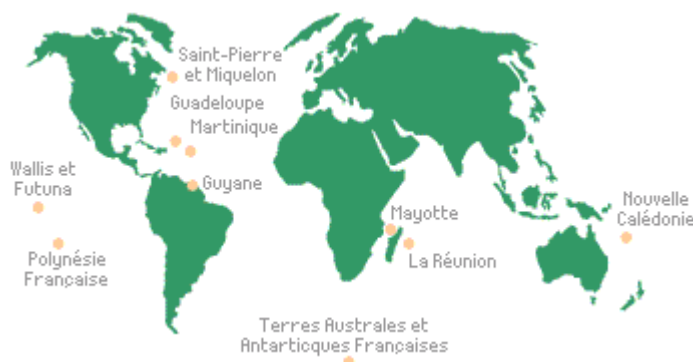 Saint-Pierre
et Miquelon
Guadeloupe
Martinique
Wallis et
Futuna
Guyane
Mayotte
Nouvelle
Calédonie
Polynésie
Française
La Réunion
Terres Australes et
Antarticques Françaises